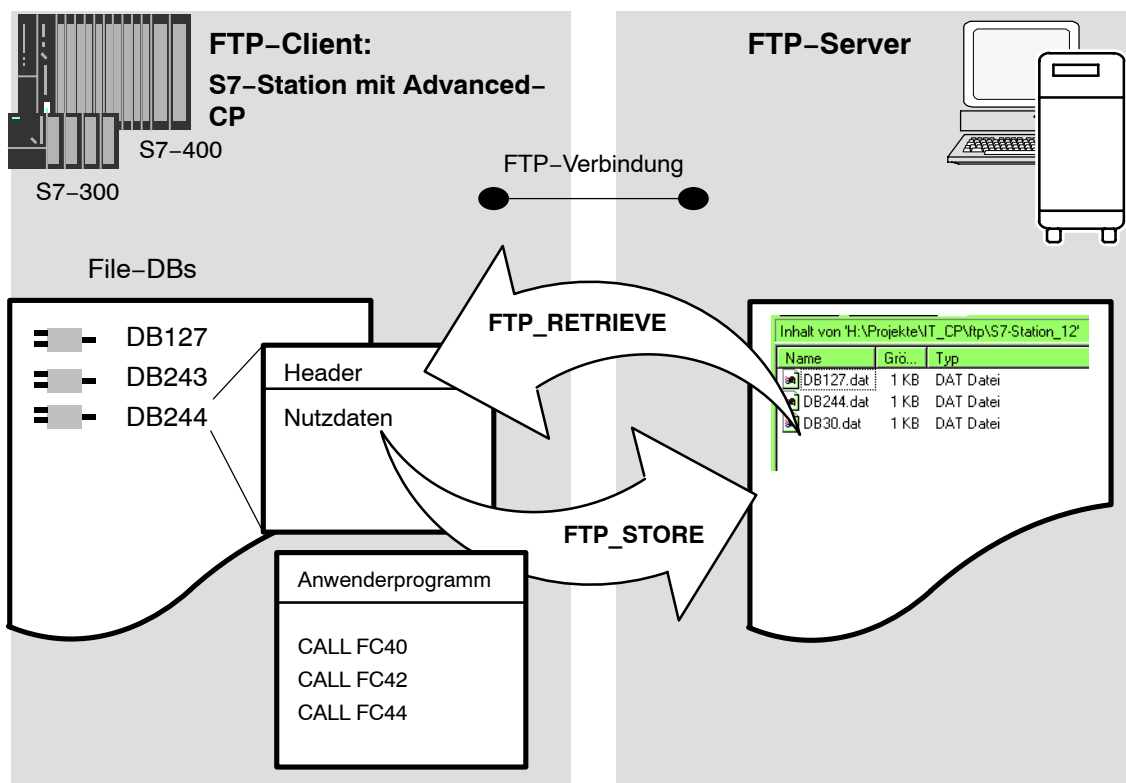 FTP–Client:
S7–Station mit Advanced–
CP
S7–400
S7–300
FTP–Server
FTP–Verbindung
File–DBs
DB127
DB243
DB244
Header
Nutzdaten
FTP_RETRIEVE
FTP_STORE
Inhalt von 'H:\Projekte\IT_CP\ftp\S7-Station_12'
Name Grö... Typ
DB127.dat 1 KB DAT Datei
DB244.dat 1 KB DAT Datei
DB30.dat 1 KB DAT Datei
Anwenderprogramm
CALL FC40
CALL FC42
CALL FC44